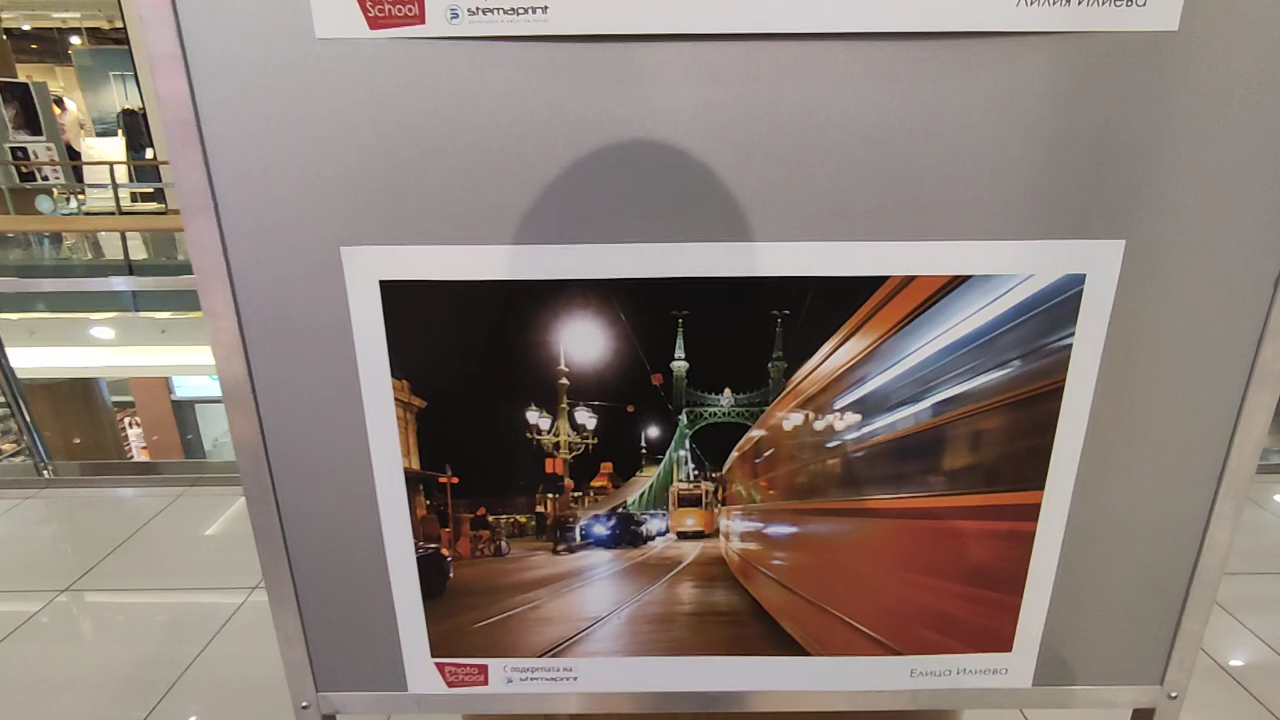 School
stemaprint
Лилия Илиева
Photo
School
С подкрепата на :
stemaprint
Елица Илиева